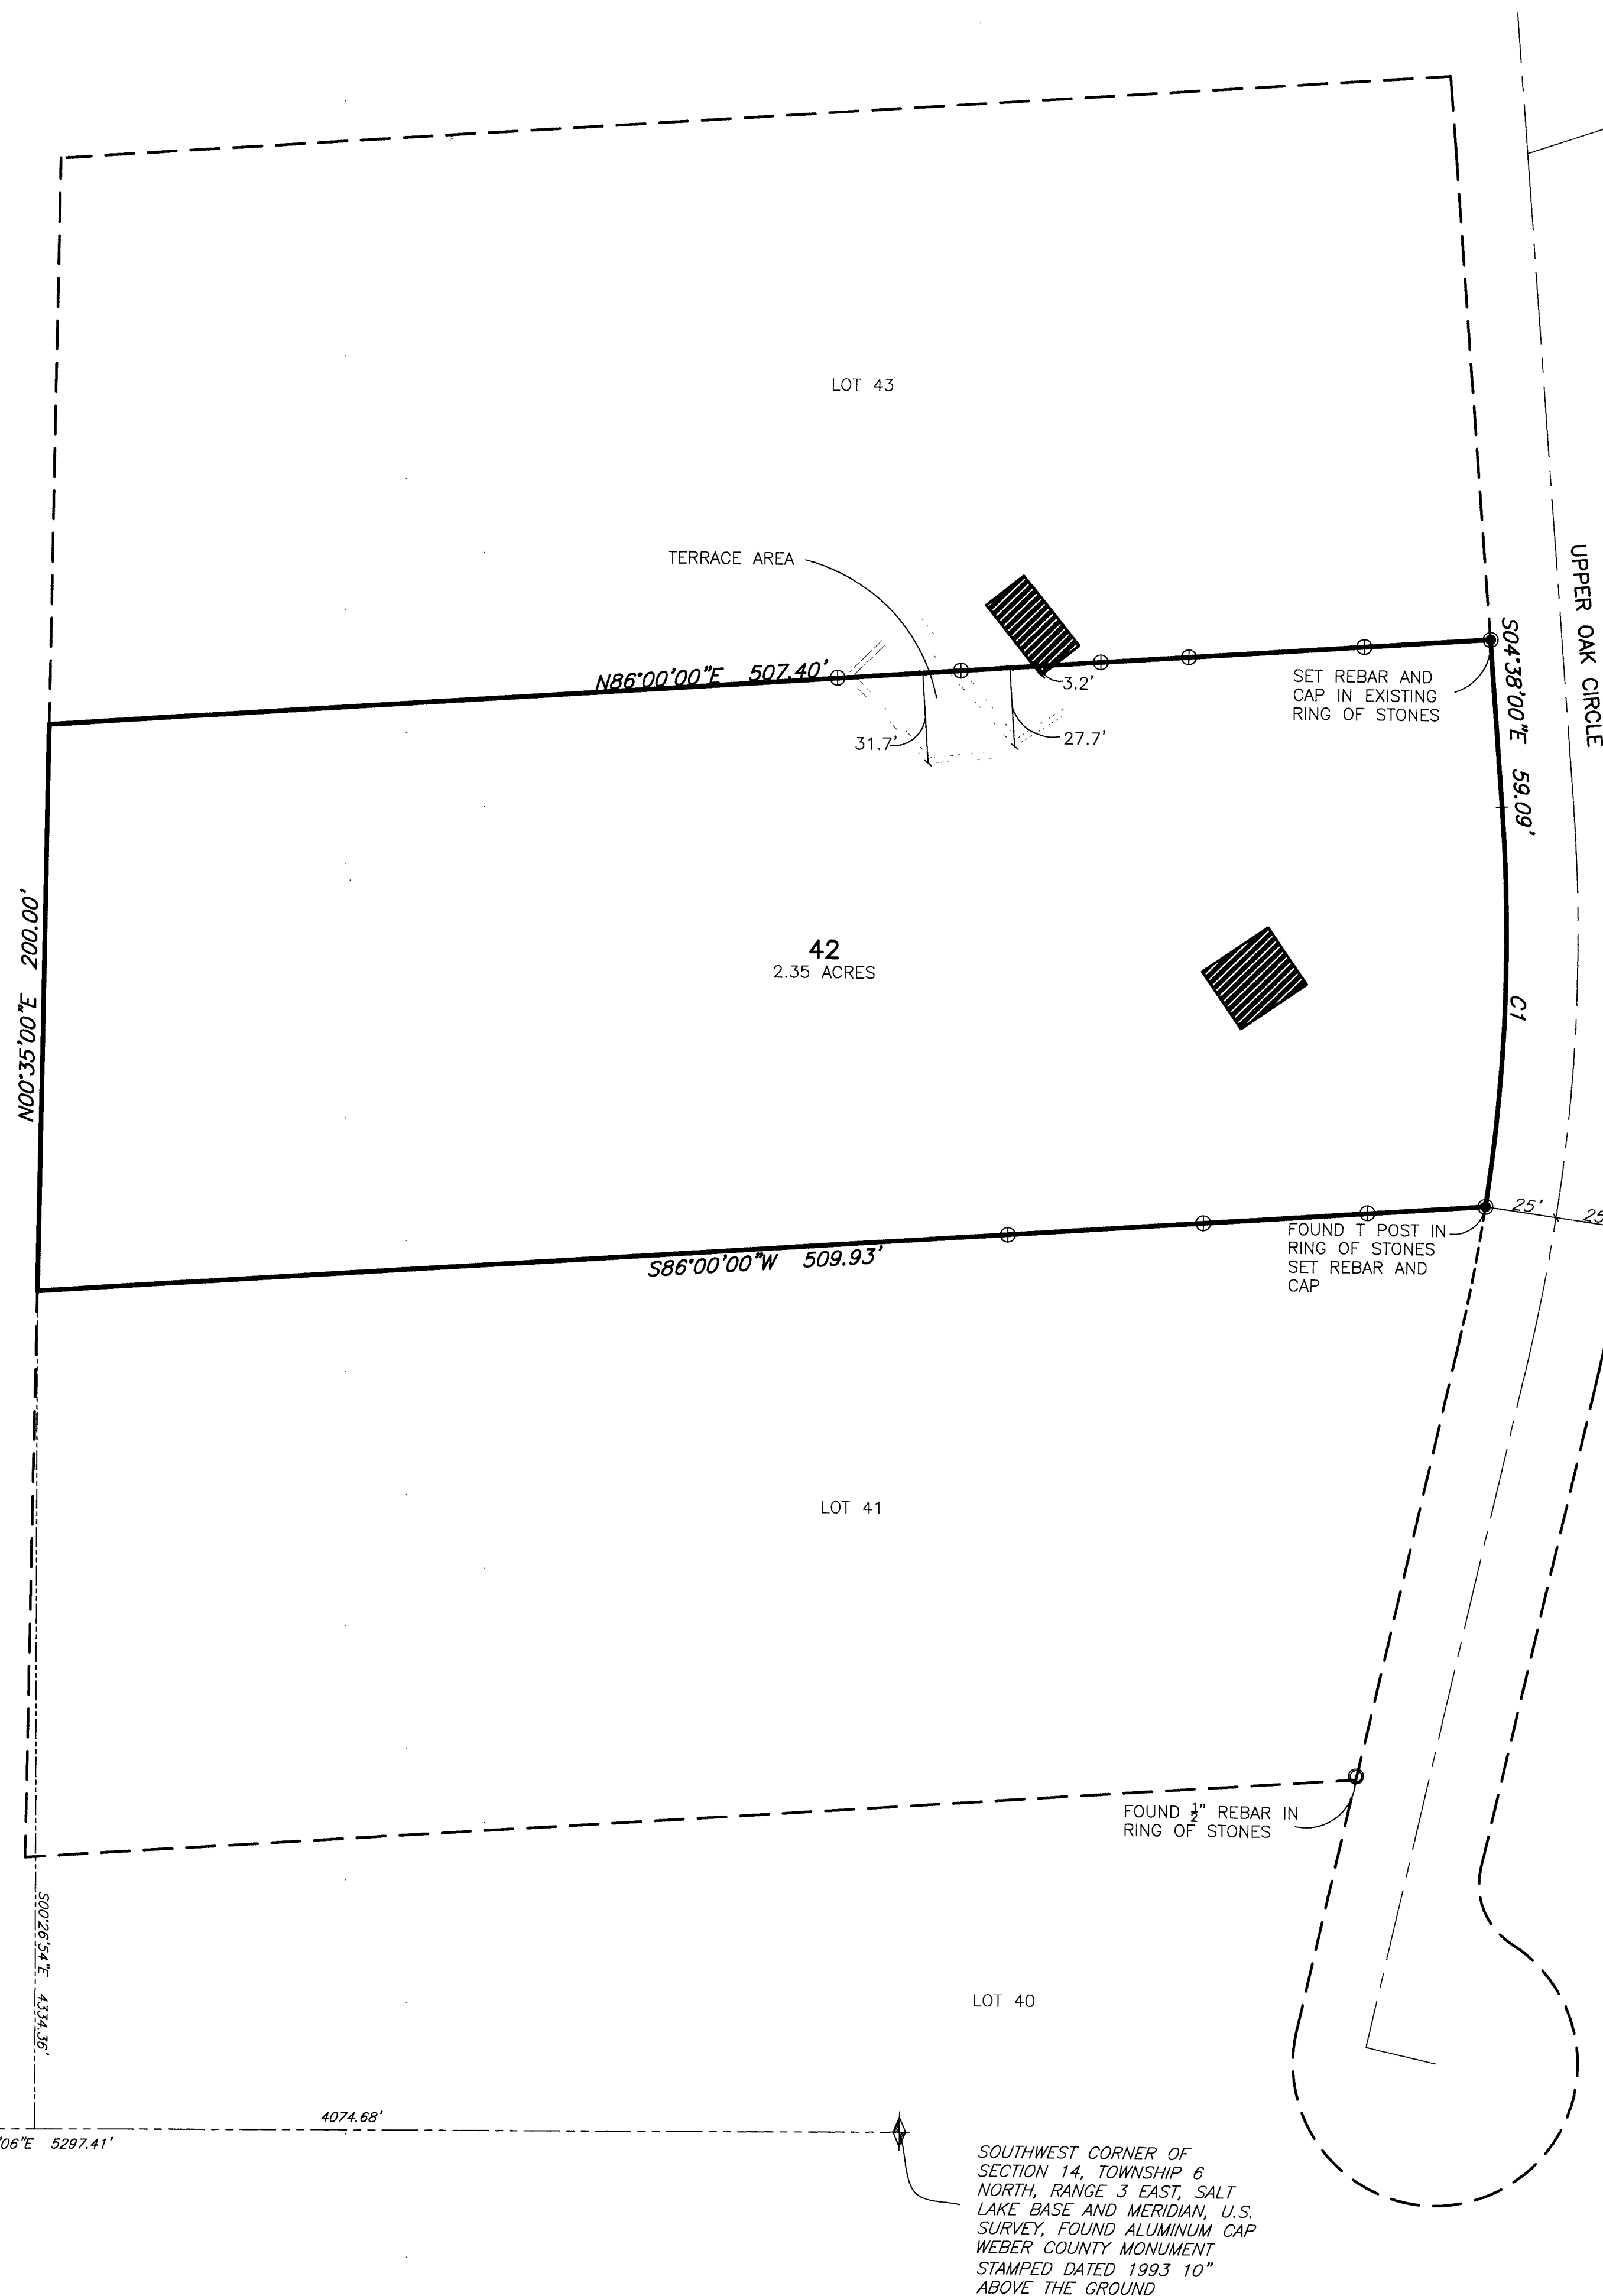 LOT 43
UPPER OAK CIRCLE
TERRACE AREA
N86°00'00"E 507.40'
3.2'
SET REBAR AND
CAP IN EXISTING
RING OF STONES
S04°38'00"E 59.09'
31.7'
27.7'
N00°35'00"E 200.00'
42
2.35 ACRES
C1
25'
25
FOUND T POST IN
RING OF STONES
SET REBAR AND
CAP
S86°00'00"W 509.93'
LOT 41
FOUND ½" REBAR IN
RING OF STONES
S00°26'54"E 4334.36'
LOT 40
4074.68'
'06"E 5297.41'
SOUTHWEST CORNER OF
SECTION 14, TOWNSHIP 6
NORTH, RANGE 3 EAST, SALT
LAKE BASE AND MERIDIAN, U.S.
SURVEY, FOUND ALUMINUM CAP
WEBER COUNTY MONUMENT
STAMPED DATED 1993 10"
ABOVE THE GROUND